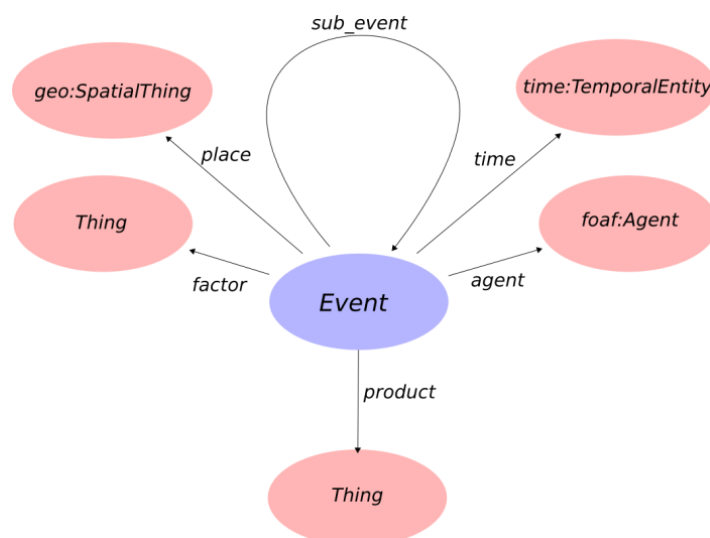 sub_event
geo:SpatialThing
time:TemporalEntity
place
time
Thing
foaf:Agent
factor
agent
Event
product
Thing